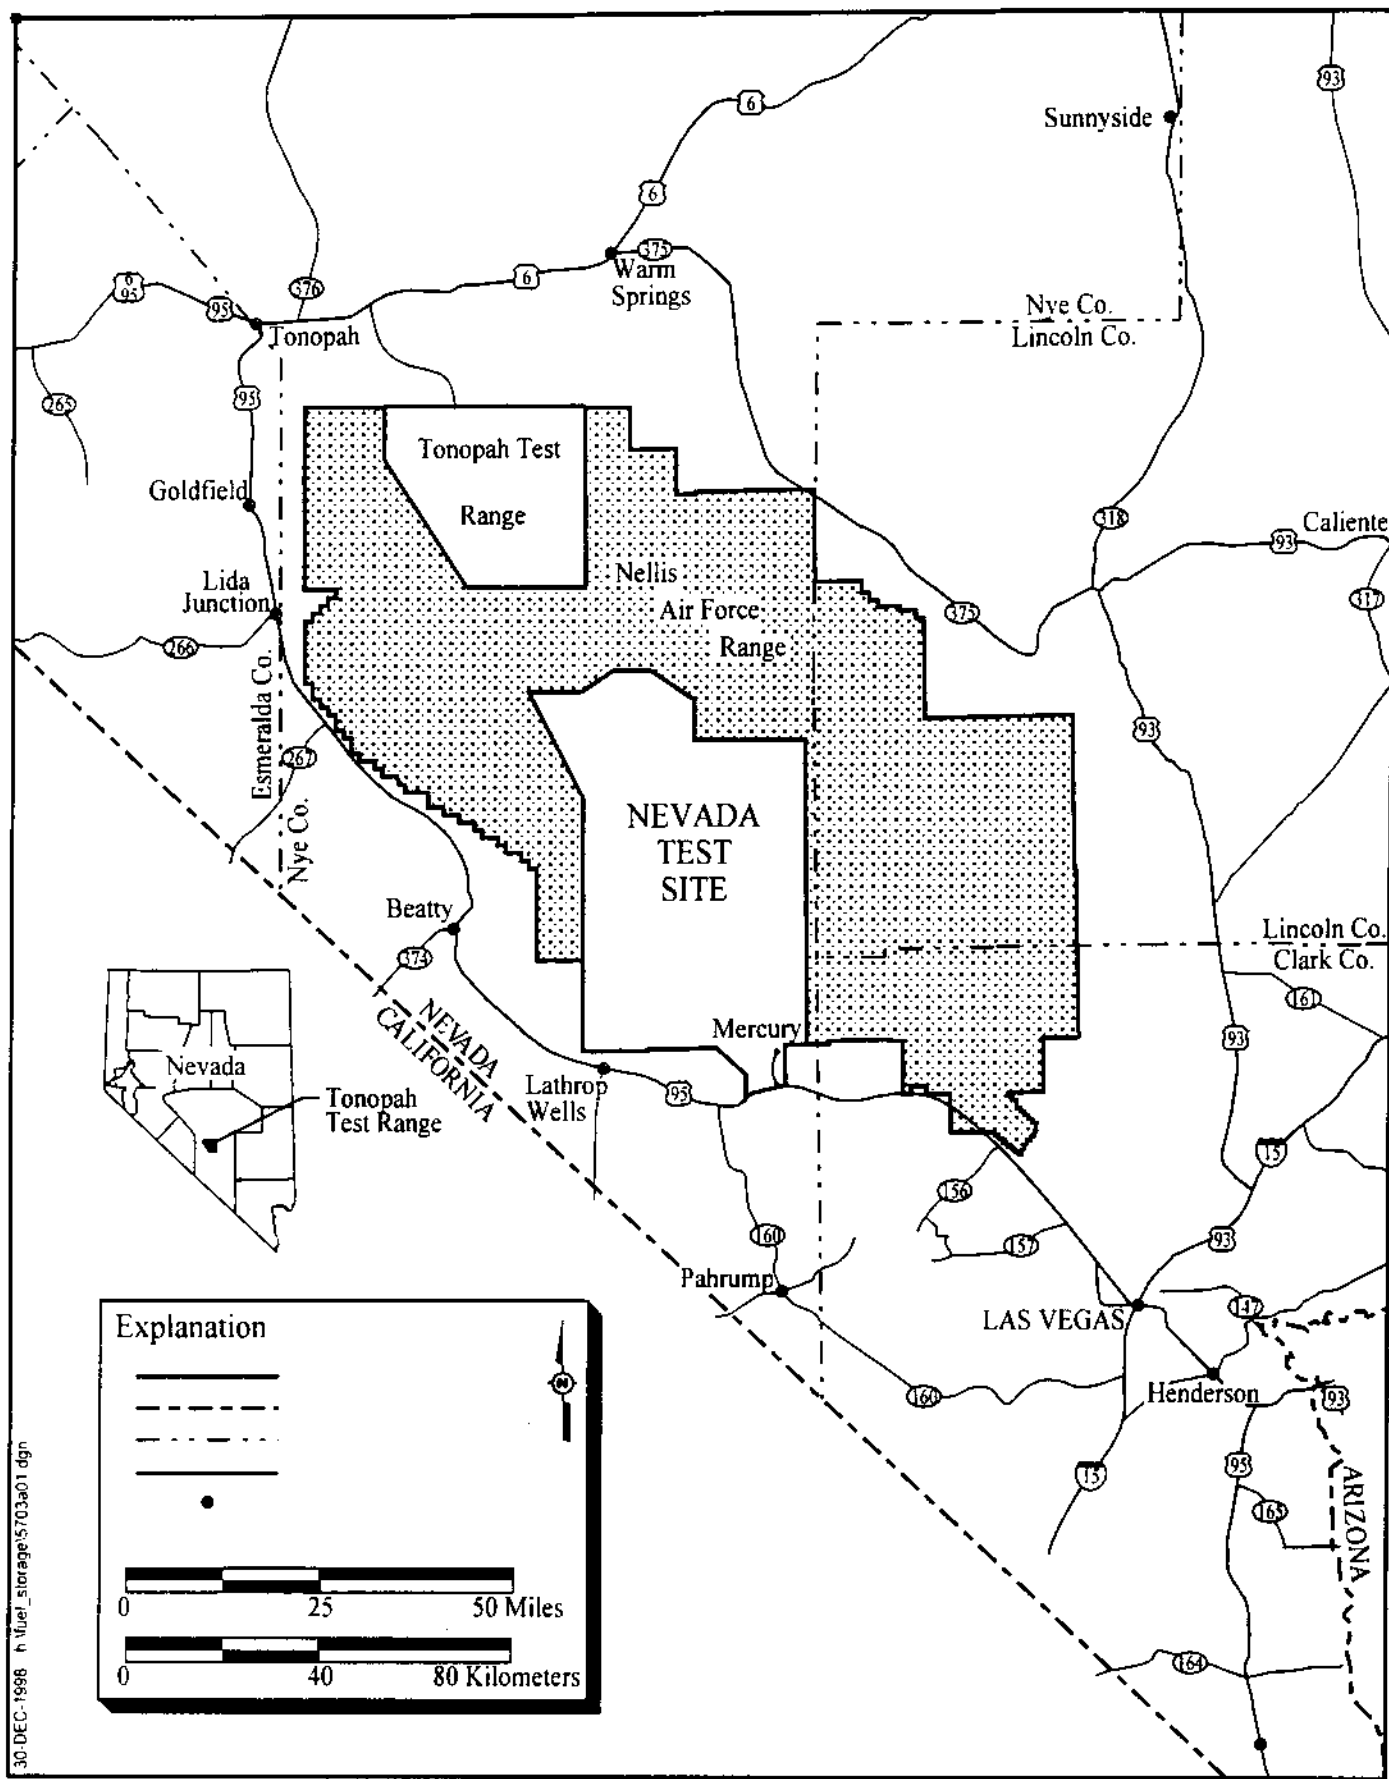 93
6
Sunnyside
6
375
Warm
Springs
6
6
95
95
376
Tonopah
Nye Co.
Lincoln Co.
265
95
Tonopah Test
Range
Goldfield
318
Caliente
93
Nellis
Air Force
Range
Lida
Junction
375
317
266
Esmeralda Co.
Nye Co.
267
93
NEVADA
TEST
SITE
Beatty
374
Lincoln Co.
Clark Co.
161
NEVADA
CALIFORNIA
Mercury
93
Nevada
Lathrop
Wells
95
Tonopah
Test Range
15
156
157
160
93
Pahrump
LAS VEGAS
147
160
Henderson
93
15
95
165
ARIZONA
164
Explanation
N
0 25 50 Miles
0 40 80 Kilometers
30-DEC-1998 h:\fuel_storage\5703a01.dgn